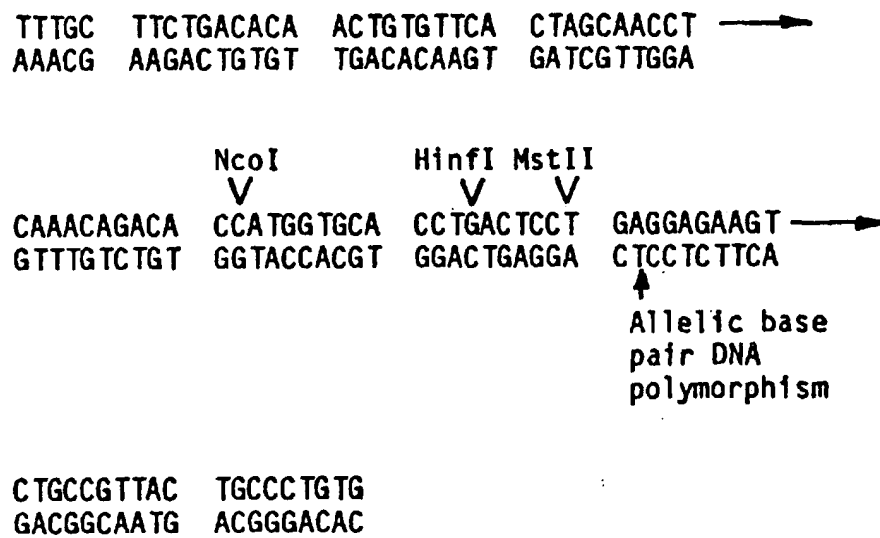 TTTGC TTCTGACACA ACTGTGTTCA CTAGCAACCT
AAACG AAGACTGTGT TGACACAAGT GATCGTTGGA
NcoI HinfI MstII
CAAACAGACA CCATGGTGCA CCTGACTCCT GAGGAGAAGT
GTTTGTCTGT GGTACCACGT GGACTGAGGA CTCCTCTTCA
Allelic base
pair DNA
polymorphism
CTGCCGTTAC TGCCCTGTG
GACGGCAATG ACGGGACAC